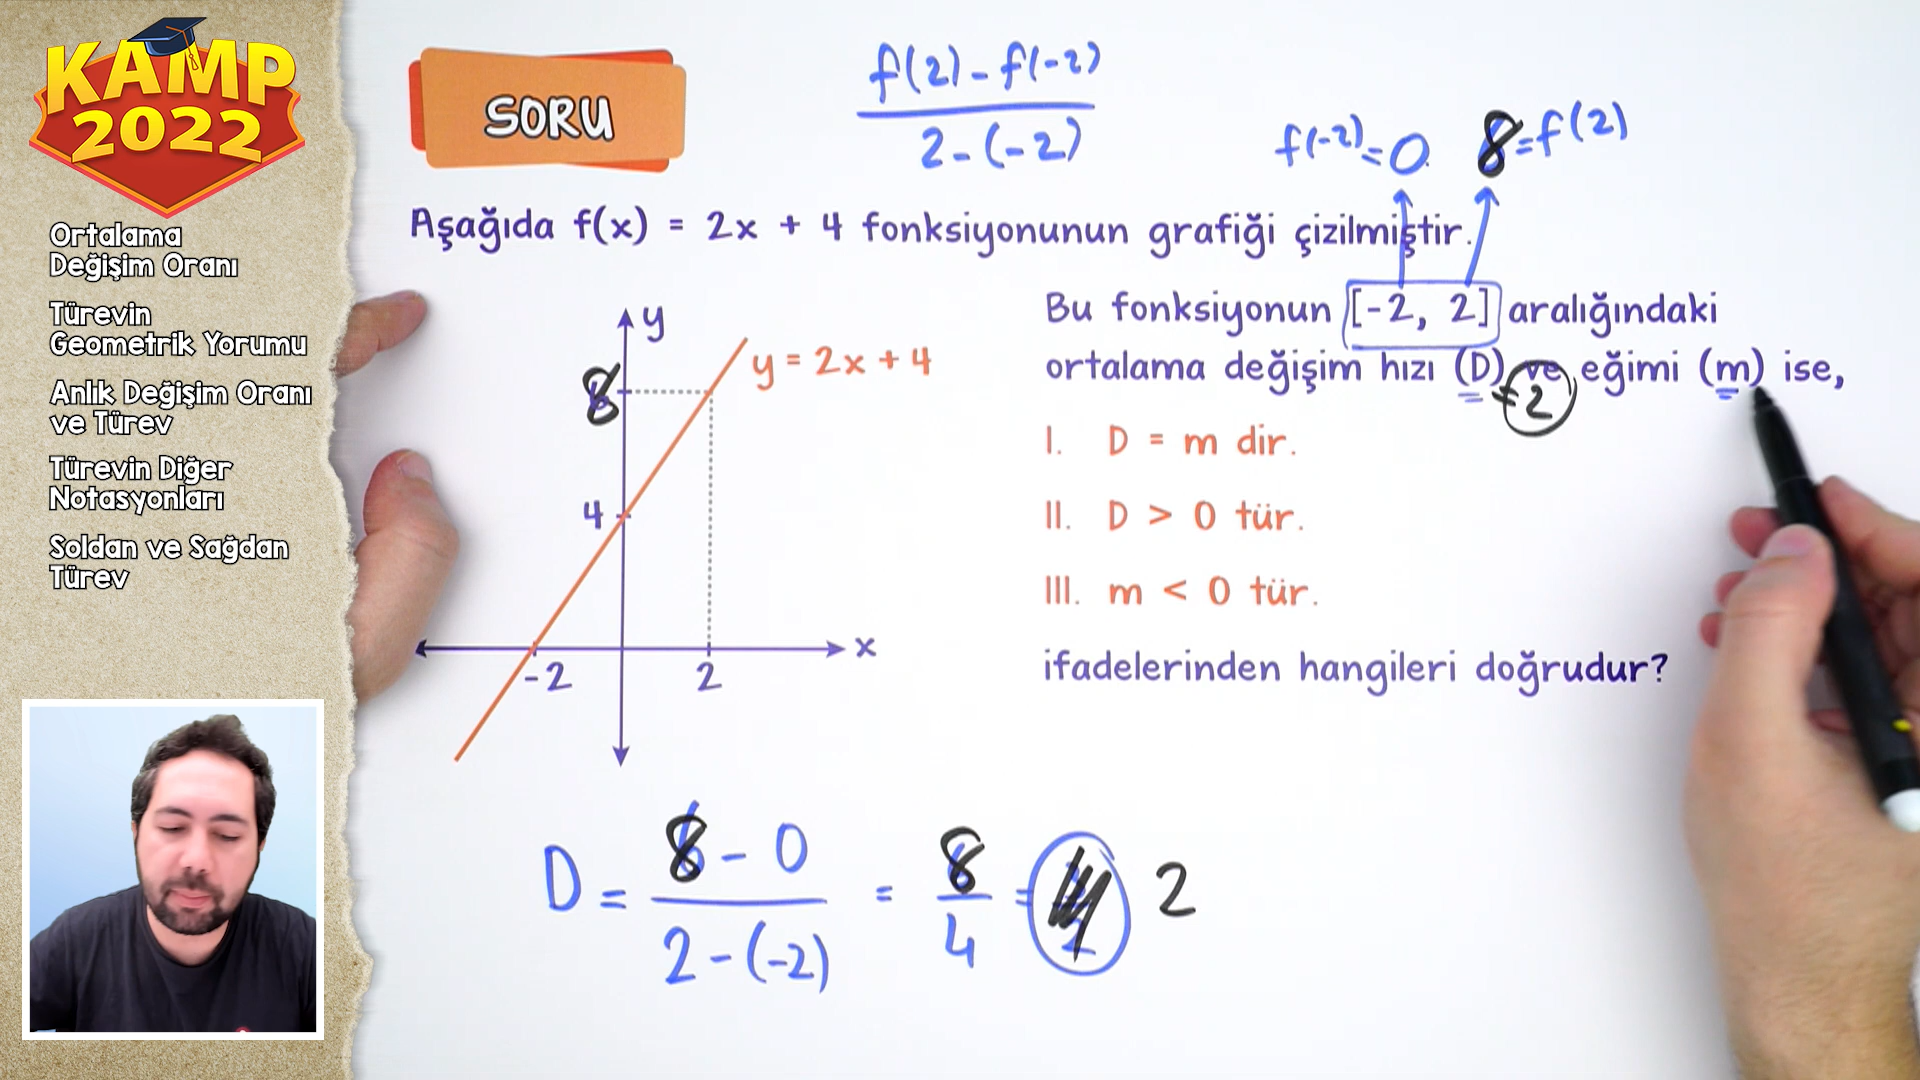 KAMP
2022
Ortalama
Değişim Oranı
Türevin
Geometrik Yorumu
Anlık Değişim Oranı
ve Türev
Türevin Diğer
Notasyonları
Soldan ve Sağdan
Türev
SORU
f(2) - f(-2)
2 - (-2)
f(-2) = 0
8 = f(2)
Aşağıda f(x) = 2x + 4 fonksiyonunun grafiği çizilmiştir.
y
8
y = 2x + 4
4
-2
2
x
Bu fonksiyonun [-2, 2] aralığındaki
ortalama değişim hızı (D) ve eğimi (m) ise,
= 2
I. D = m dir.
II. D > 0 tür.
III. m < 0 tür.
ifadelerinden hangileri doğrudur?
D = 8 - 0 = 8 = 2
2 - (-2) 4